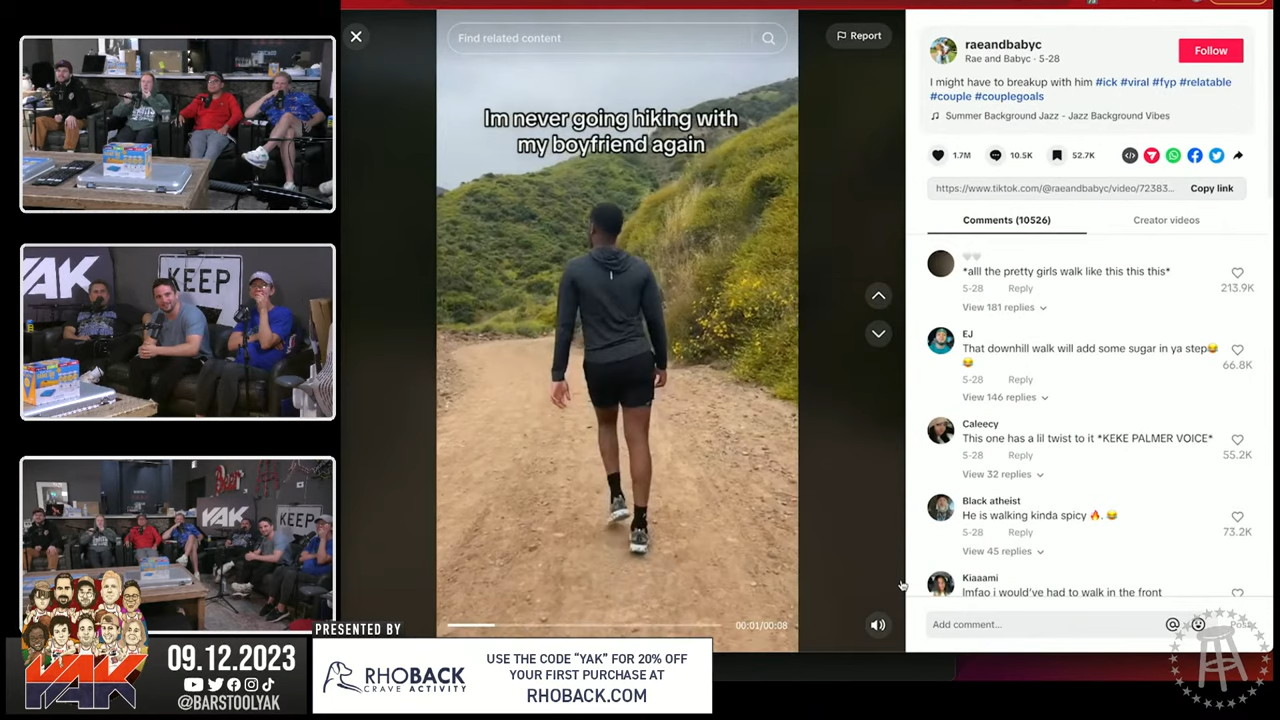 Find related content
Report
Im never going hiking with
my boyfriend again
00:01/00:08
raeandbabyc
Rae and Babyc · 5-28
Follow
I might have to breakup with him #ick #viral #fyp #relatable
#couple #couplegoals
Summer Background Jazz - Jazz Background Vibes
1.7M
10.5K
52.7K
https://www.tiktok.com/@raeandbabyc/video/72383...
Copy link
Comments (10526)
Creator videos
🤍🤍
*alll the pretty girls walk like this this this*
5-28 Reply
213.9K
View 181 replies
EJ
That downhill walk will add some sugar in ya step😂
😂
5-28 Reply
66.8K
View 146 replies
Caleecy
This one has a lil twist to it *KEKE PALMER VOICE*
5-28 Reply
55.2K
View 32 replies
Black atheist
He is walking kinda spicy 🔥. 😂
5-28 Reply
73.2K
View 45 replies
Kiaaami
lmfao i would've had to walk in the front
Add comment...
YAK
KEEP
YAK
KEEP
YAK
09.12.2023
@BARSTOOLYAK
PRESENTED BY
RHOBACK
CRAVE ACTIVITY
USE THE CODE "YAK" FOR 20% OFF
YOUR FIRST PURCHASE AT
RHOBACK.COM